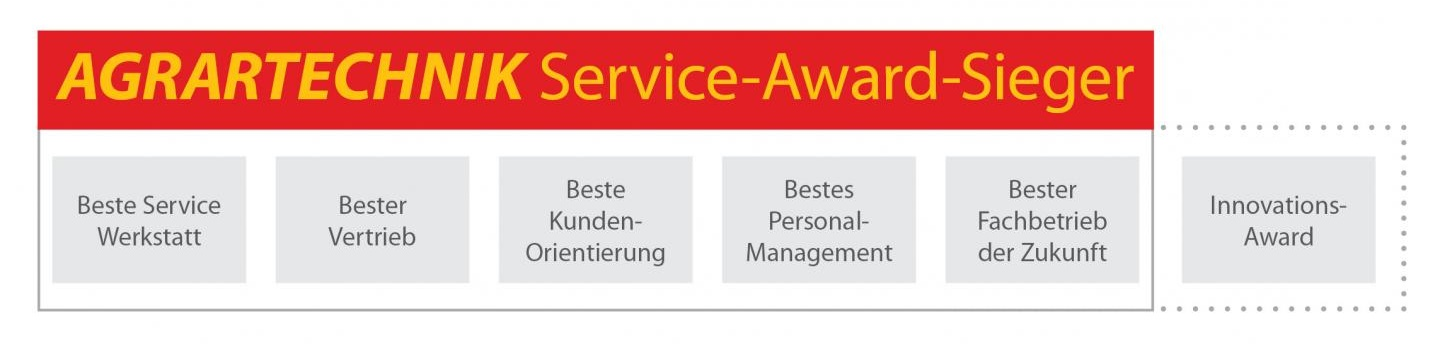 AGRARTECHNIK Service-Award-Sieger
Beste Service
Werkstatt
Bester
Vertrieb
Beste
Kunden-
Orientierung
Bestes
Personal-
Management
Bester
Fachbetrieb
der Zukunft
Innovations-
Award